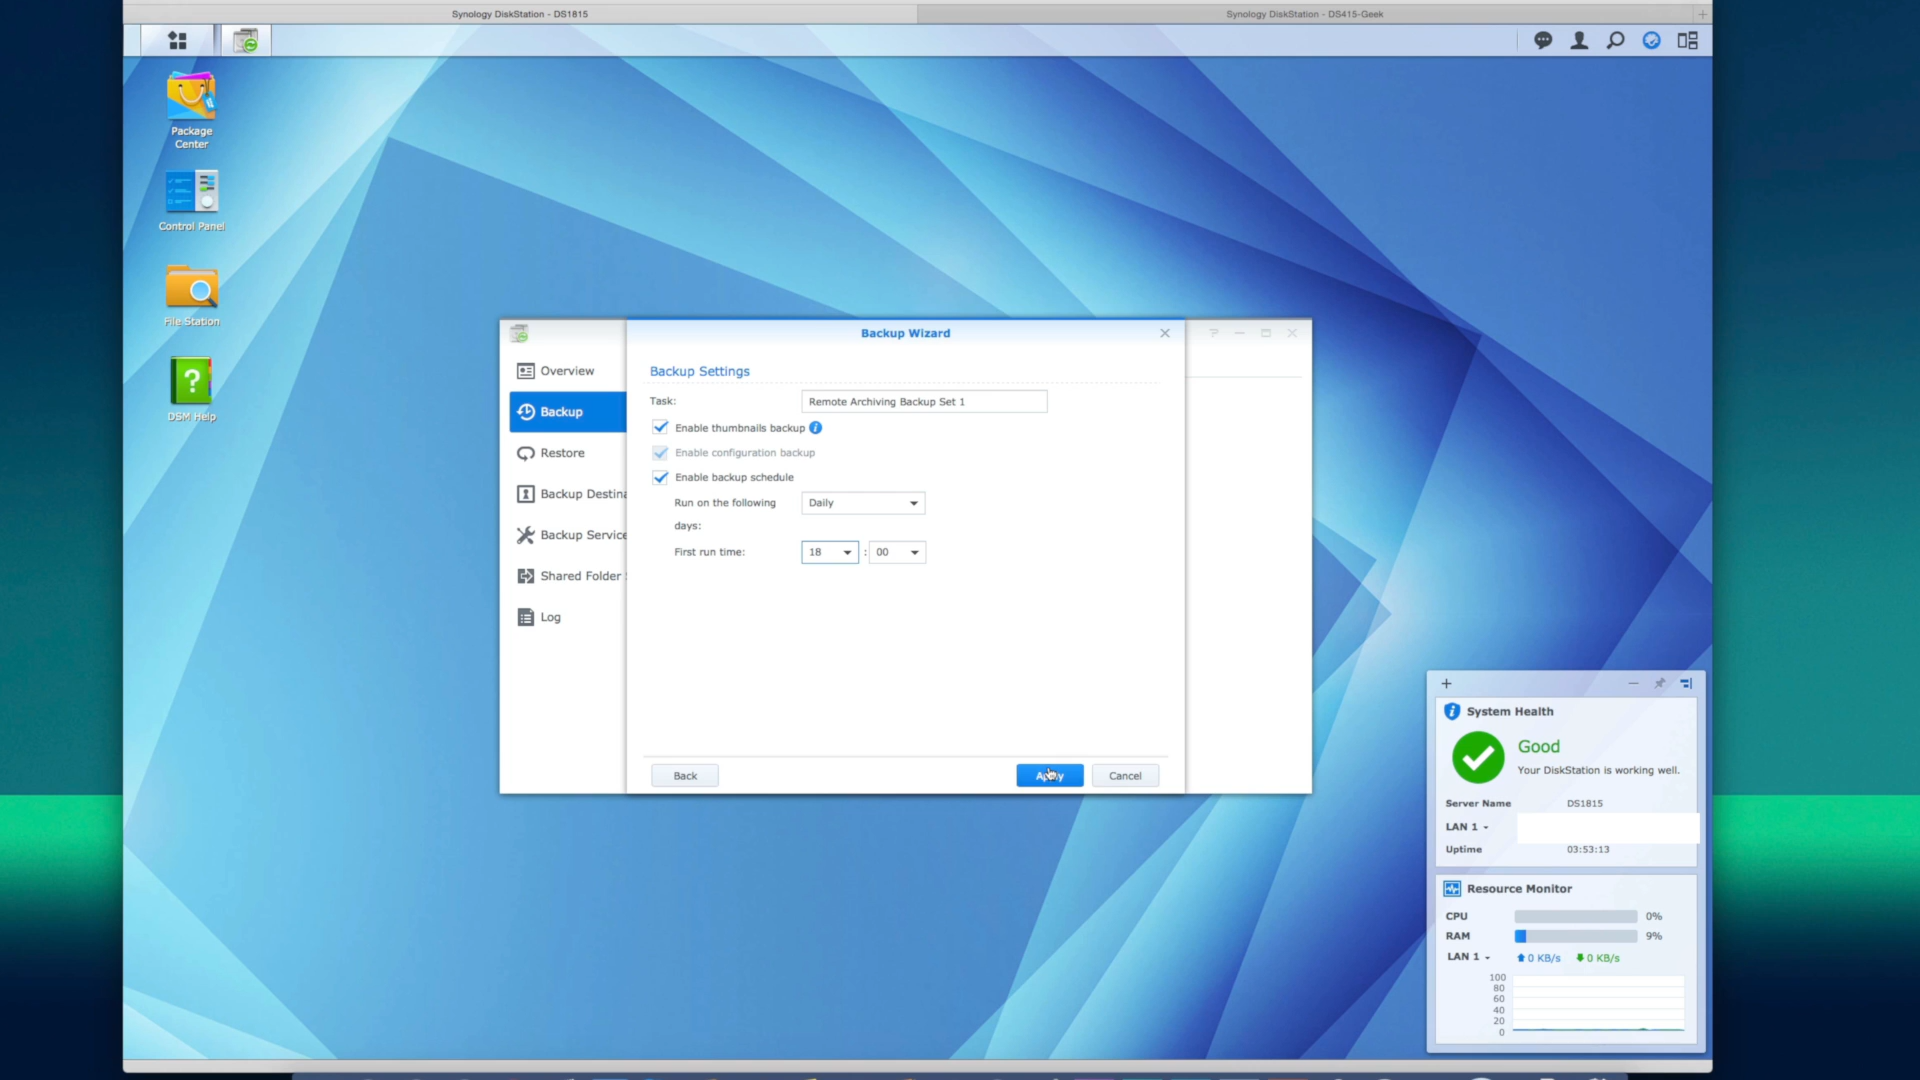 Synology DiskStation - DS1815
Synology DiskStation - DS415-Geek
Package
Center
Control Panel
File Station
DSM Help
Backup Wizard
Overview
Backup
Restore
Backup Destina
Backup Service
Shared Folder
Log
Backup Settings
Task:
Remote Archiving Backup Set 1
Enable thumbnails backup
Enable configuration backup
Enable backup schedule
Run on the following
days:
Daily
First run time:
18 : 00
Back
Apply
Cancel
System Health
Good
Your DiskStation is working well.
Server Name DS1815
LAN 1
Uptime 03:53:13
Resource Monitor
CPU 0%
RAM 9%
LAN 1 0 KB/s 0 KB/s
100
80
60
40
20
0